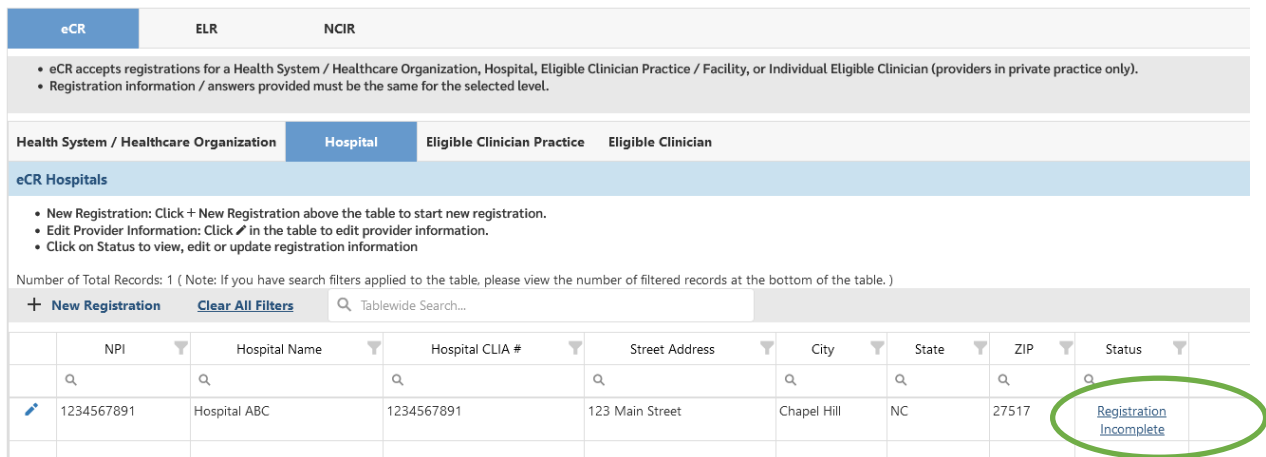 eCR ELR NCIR
• eCR accepts registrations for a Health System / Healthcare Organization, Hospital, Eligible Clinician Practice / Facility, or Individual Eligible Clinician (providers in private practice only).
• Registration information / answers provided must be the same for the selected level.
Health System / Healthcare Organization Hospital Eligible Clinician Practice Eligible Clinician
eCR Hospitals
• New Registration: Click + New Registration above the table to start new registration.
• Edit Provider Information: Click in the table to edit provider information.
• Click on Status to view, edit or update registration information
Number of Total Records: 1 ( Note: If you have search filters applied to the table, please view the number of filtered records at the bottom of the table. )
+ New Registration Clear All Filters Tablewide Search...
NPI Hospital Name Hospital CLIA # Street Address City State ZIP Status
1234567891 Hospital ABC 1234567891 123 Main Street Chapel Hill NC 27517 Registration
Incomplete